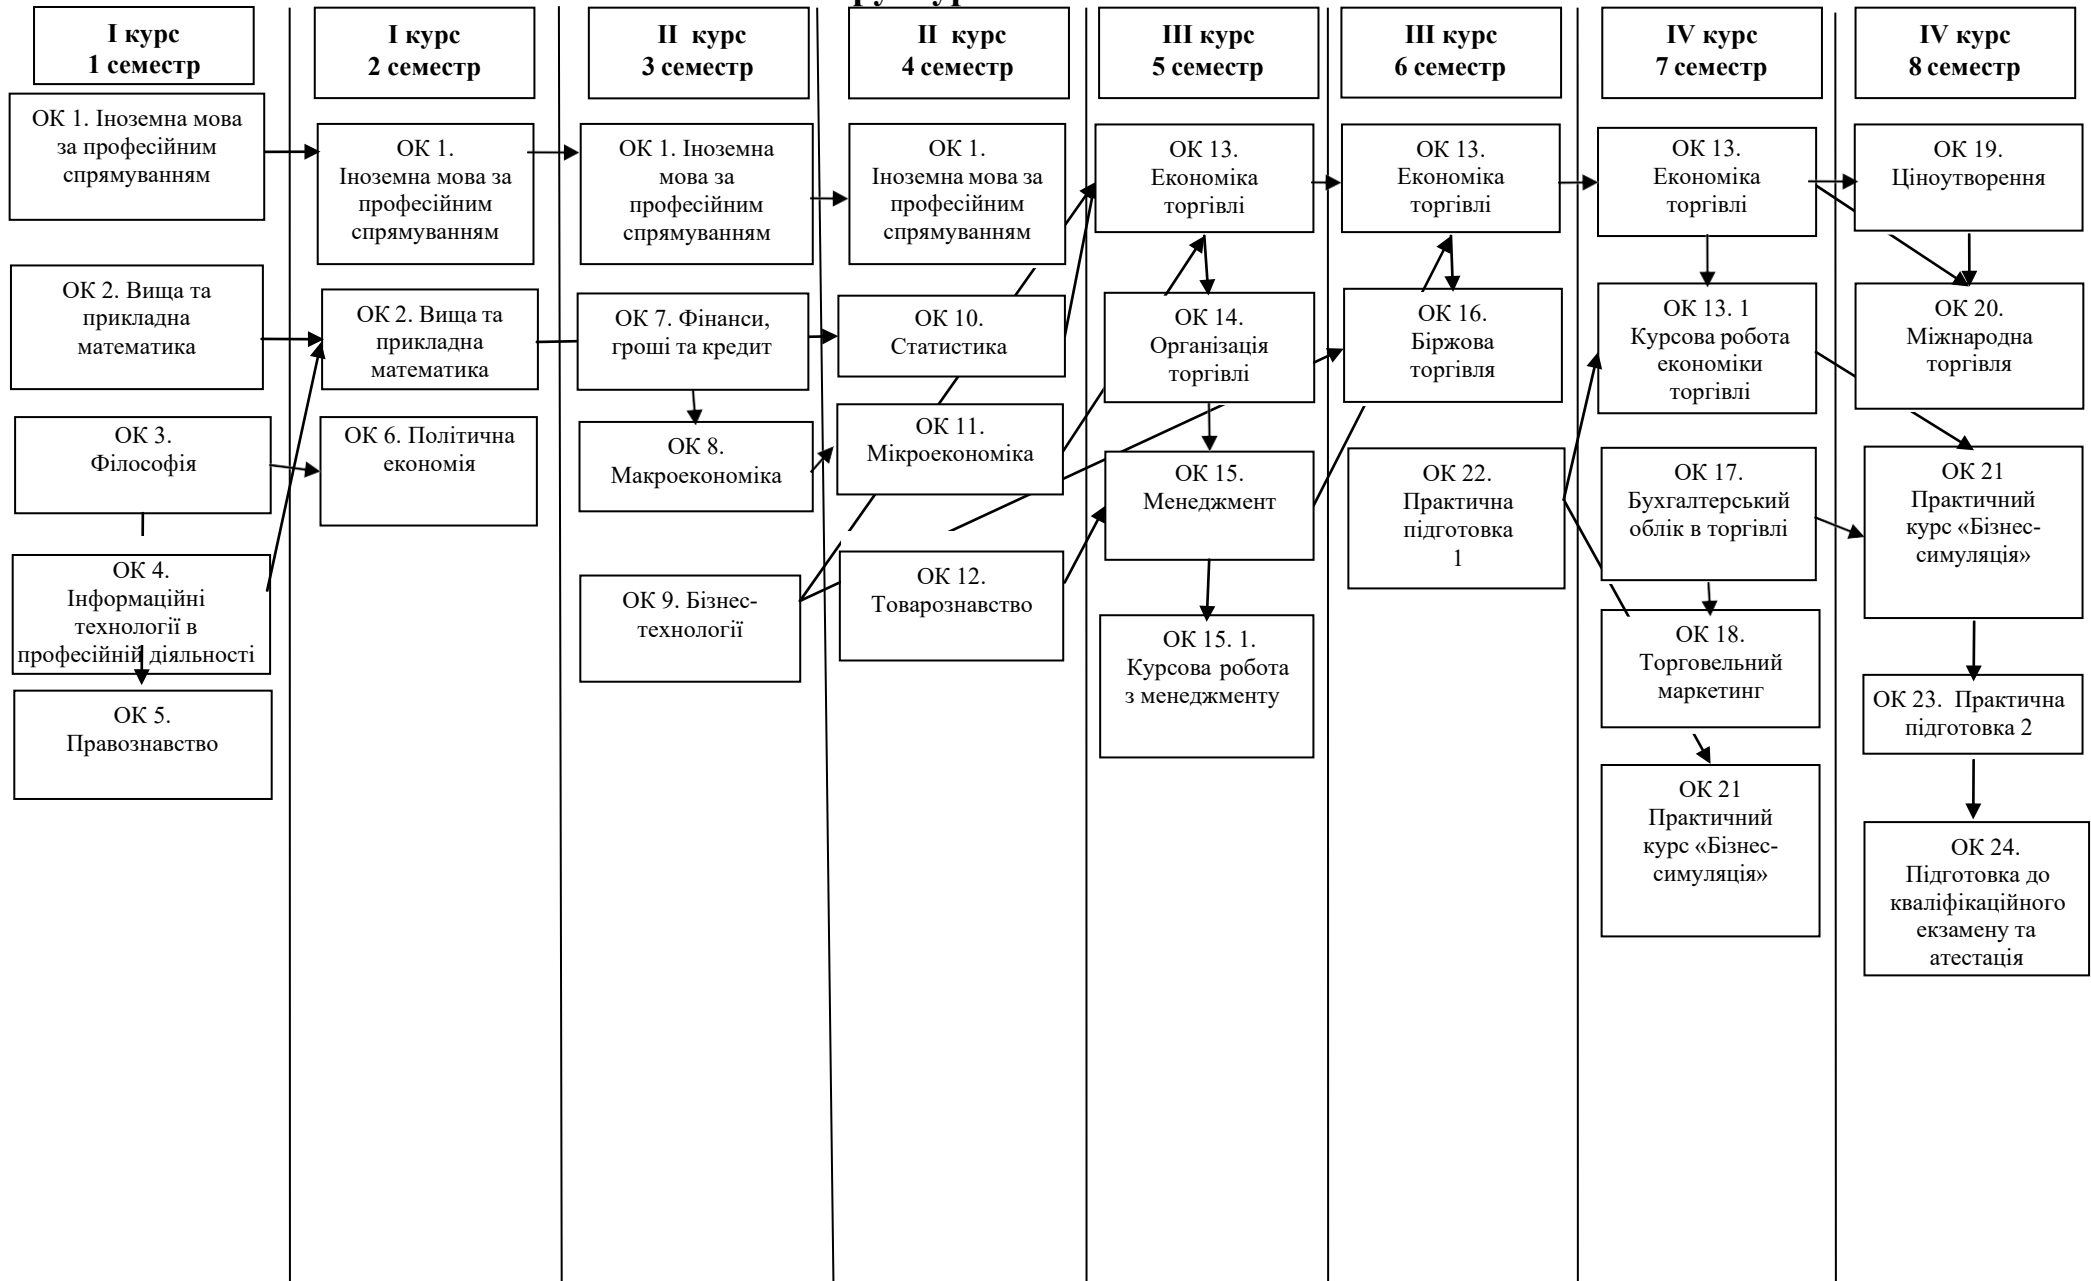 І курс
1 семестр
І курс
2 семестр
ІІ курс
3 семестр
ІІ курс
4 семестр
ІІІ курс
5 семестр
ІІІ курс
6 семестр
ІV курс
7 семестр
ІV курс
8 семестр
ОК 1. Іноземна мова
за професійним
спрямуванням
ОК 2. Вища та
прикладна
математика
ОК 3.
Філософія
ОК 4.
Інформаційні
технології в
професійній діяльності
ОК 5.
Правознавство
ОК 1.
Іноземна мова за
професійним
спрямуванням
ОК 2. Вища та
прикладна
математика
ОК 6. Політична
економія
ОК 1. Іноземна
мова за
професійним
спрямуванням
ОК 7. Фінанси,
гроші та кредит
ОК 8.
Макроекономіка
ОК 9. Бізнес-
технології
ОК 1.
Іноземна мова за
професійним
спрямуванням
ОК 10.
Статистика
ОК 11.
Мікроекономіка
ОК 12.
Товарознавство
ОК 13.
Економіка
торгівлі
ОК 14.
Організація
торгівлі
ОК 15.
Менеджмент
ОК 15. 1.
Курсова робота
з менеджменту
ОК 13.
Економіка
торгівлі
ОК 16.
Біржова
торгівля
ОК 22.
Практична
підготовка
1
ОК 13.
Економіка
торгівлі
ОК 13. 1
Курсова робота
економіки
торгівлі
ОК 17.
Бухгалтерський
облік в торгівлі
ОК 18.
Торговельний
маркетинг
ОК 21
Практичний
курс «Бізнес-
симуляція»
ОК 19.
Ціноутворення
ОК 20.
Міжнародна
торгівля
ОК 21
Практичний
курс «Бізнес-
симуляція»
ОК 23. Практична
підготовка 2
ОК 24.
Підготовка до
кваліфікаційного
екзамену та
атестація